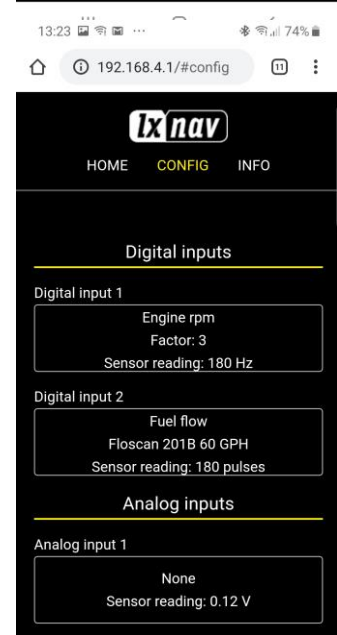 13:23 74%
192.168.4.1/#config 11
lx nav
HOME CONFIG INFO
Digital inputs
Digital input 1
Engine rpm
Factor: 3
Sensor reading: 180 Hz
Digital input 2
Fuel flow
Floscan 201B 60 GPH
Sensor reading: 180 pulses
Analog inputs
Analog input 1
None
Sensor reading: 0.12 V